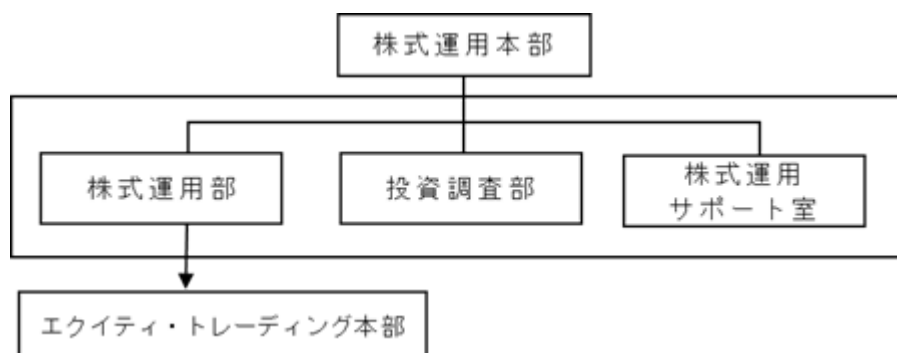 株式運用本部
株式運用部
投資調査部
株式運用
サポート室
エクイティ・トレーディング本部